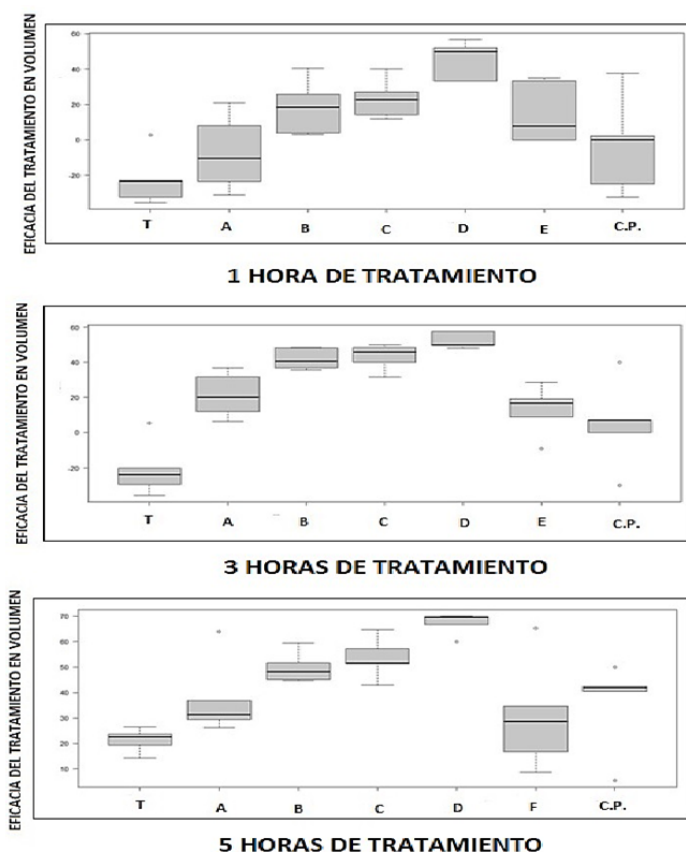 EFICACIA DEL TRATAMIENTO EN VOLUMEN
60
40
20
0
-20
T A B C D E C.P.
1 HORA DE TRATAMIENTO
EFICACIA DEL TRATAMIENTO EN VOLUMEN
60
40
20
0
-20
T A B C D E C.P.
3 HORAS DE TRATAMIENTO
EFICACIA DEL TRATAMIENTO EN VOLUMEN
70
60
50
40
30
20
10
T A B C D F C.P.
5 HORAS DE TRATAMIENTO